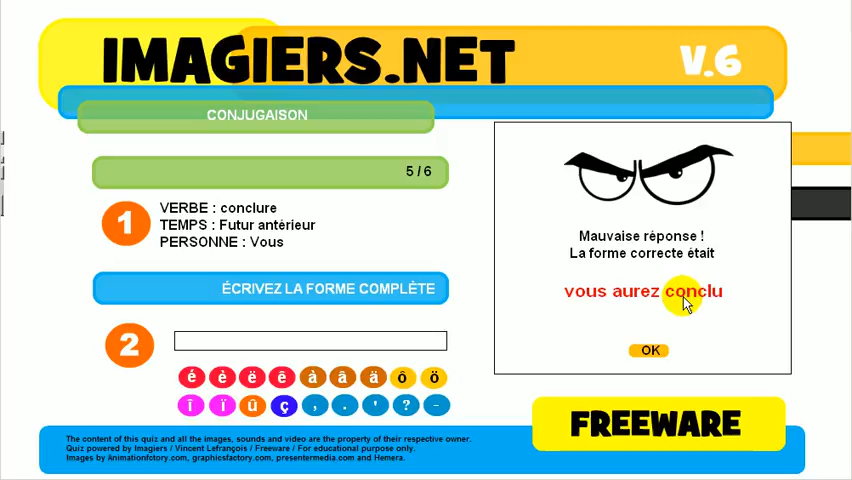 IMAGIERS.NET
V.6
CONJUGAISON
5 / 6
1
VERBE : conclure
TEMPS : Futur antérieur
PERSONNE : Vous
ÉCRIVEZ LA FORME COMPLÈTE
2
é è ë ê à â ä ô ö
î ï û ç , . ' ? -
Mauvaise réponse !
La forme correcte était
vous aurez conclu
OK
FREEWARE
The content of this quiz and all the images, sounds and video are the property of their respective owner.
Quiz powered by Imagiers / Vincent Lefrançois / Freeware / For educational purpose only.
Images by Animationfctory.com, graphicsfactory.com, presentermedia.com and Hemera.